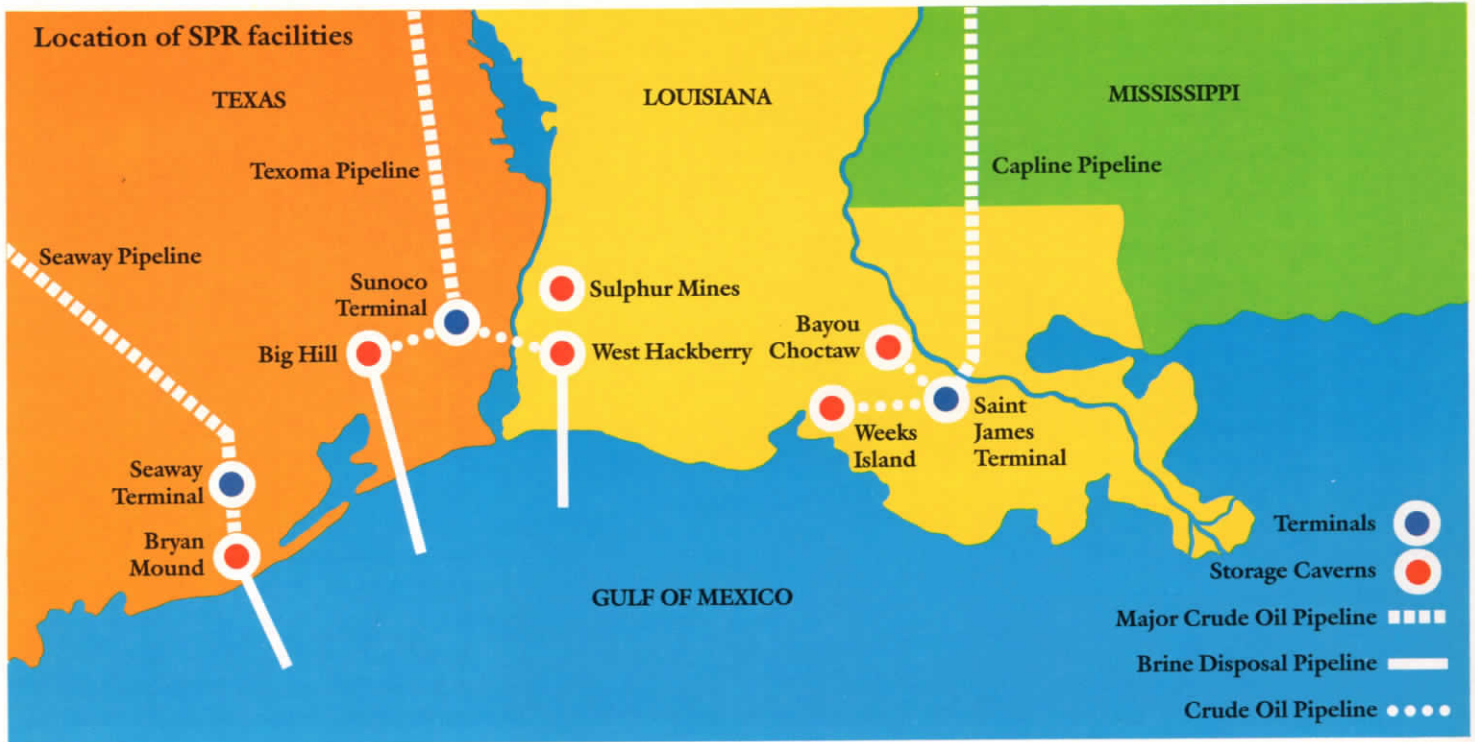 Location of SPR facilities
TEXAS
LOUISIANA
MISSISSIPPI
Texoma Pipeline
Capline Pipeline
Seaway Pipeline
Sunoco
Terminal
Sulphur Mines
Big Hill
West Hackberry
Bayou
Choctaw
Weeks
Island
Saint
James
Terminal
Seaway
Terminal
Bryan
Mound
GULF OF MEXICO
Terminals
Storage Caverns
Major Crude Oil Pipeline
Brine Disposal Pipeline
Crude Oil Pipeline